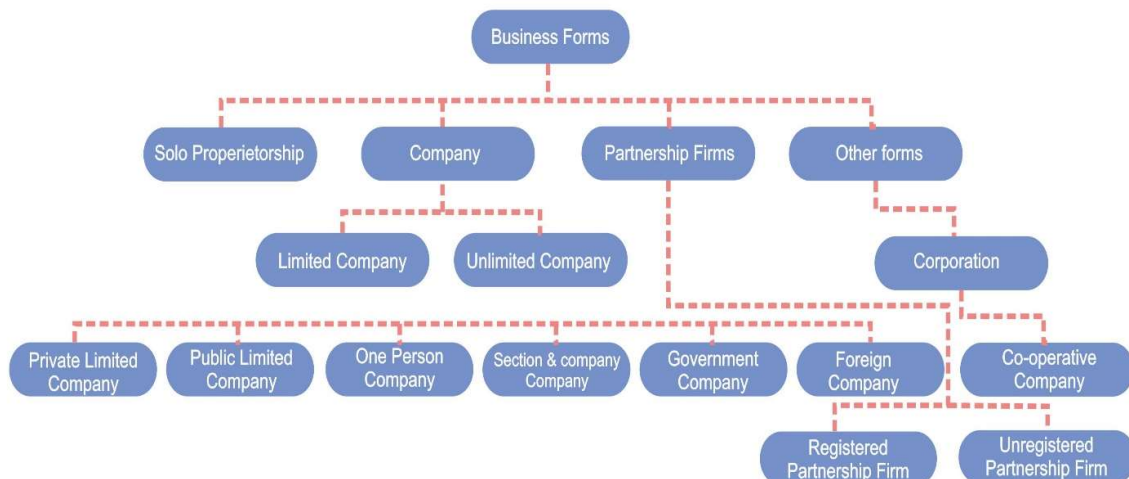 Business Forms
Solo Properietorship
Company
Partnership Firms
Other forms
Limited Company
Unlimited Company
Corporation
Private Limited
Company
Public Limited
Company
One Person
Company
Section & company
Company
Government
Company
Foreign
Company
Co-operative
Company
Registered
Partnership Firm
Unregistered
Partnership Firm